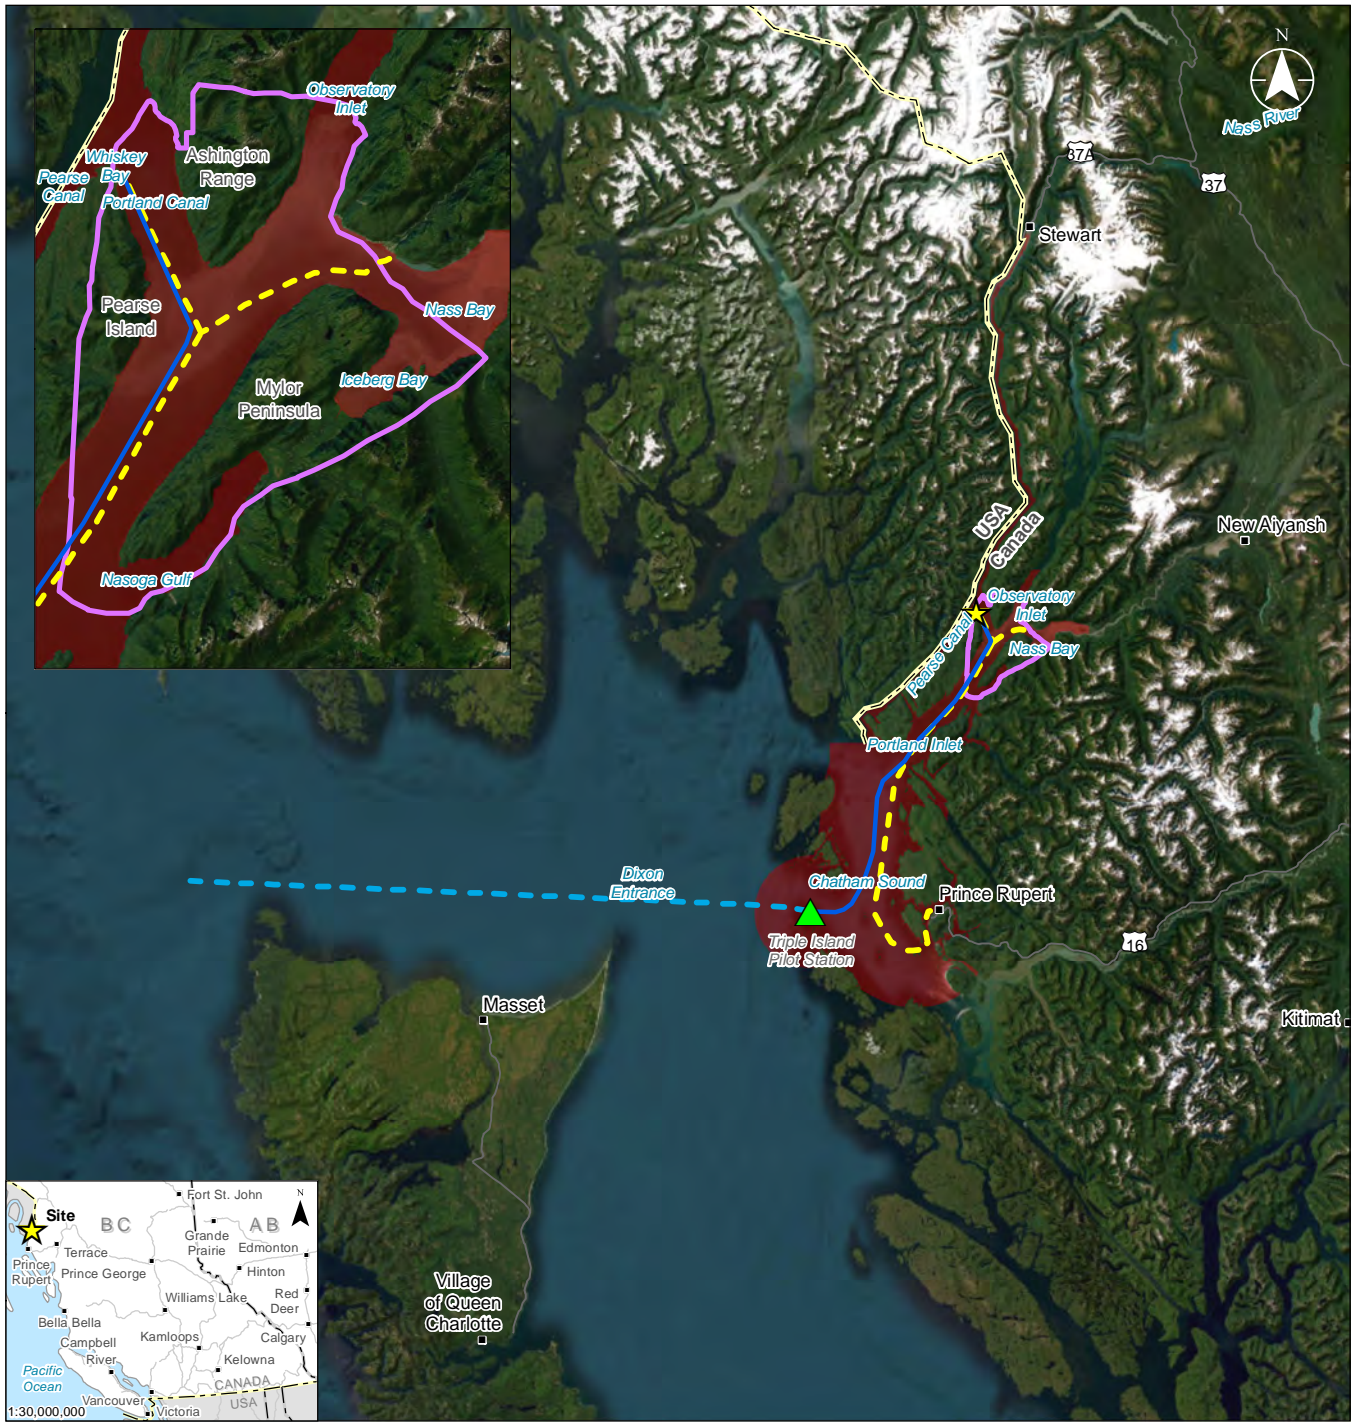 Observatory
Inlet
Whiskey
Bay
Ashington
Range
Pearse
Canal
Portland Canal
Pearse
Island
Nass Bay
Iceberg Bay
Mylor
Peninsula
Nasoga Gulf
N
Nass River
37A
37
Stewart
USA
Canada
New Aiyansh
Observatory
Inlet
Pearse Canal
Nass Bay
Portland Inlet
Dixon
Entrance
Chatham Sound
Prince Rupert
Triple Island
Pilot Station
16
Masset
Kitimat
Village
of Queen
Charlotte
Fort St. John
N
Site
BC
AB
Grande
Prairie
Edmonton
Terrace
Prince
Rupert
Prince George
Hinton
Williams Lake
Red
Deer
Bella Bella
Campbell
River
Kamloops
Calgary
Kelowna
Pacific
Ocean
CANADA
USA
Vancouver
Victoria
1:30,000,000